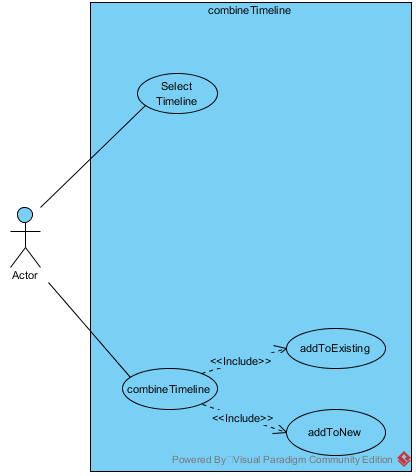 combineTimeline
Select
Timeline
Actor
<<Include>>
addToExisting
combineTimeline
<<Include>>
addToNew
Powered By Visual Paradigm Community Edition